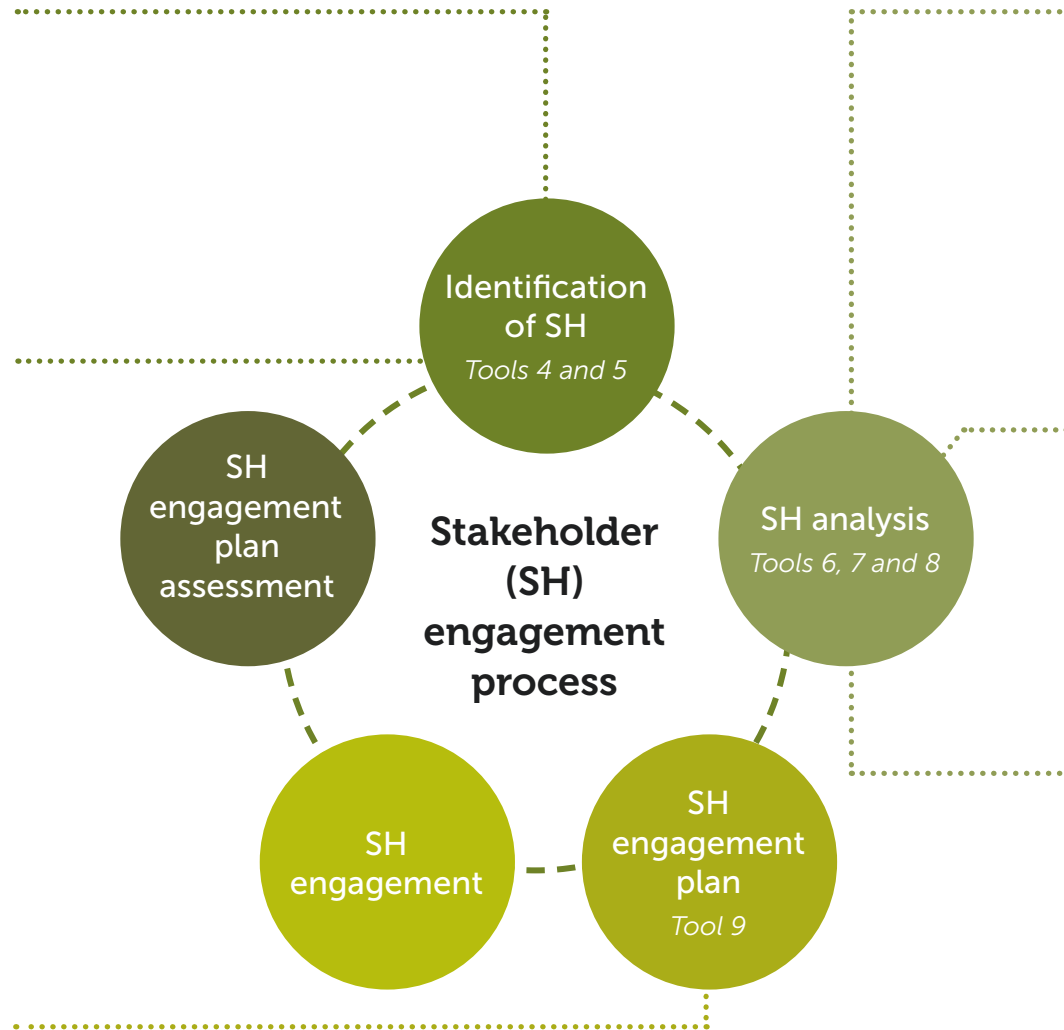 Identification
of SH
Tools 4 and 5
SH
engagement
plan
assessment
Stakeholder
(SH)
engagement
process
SH analysis
Tools 6, 7 and 8
SH
engagement
SH
engagement
plan
Tool 9